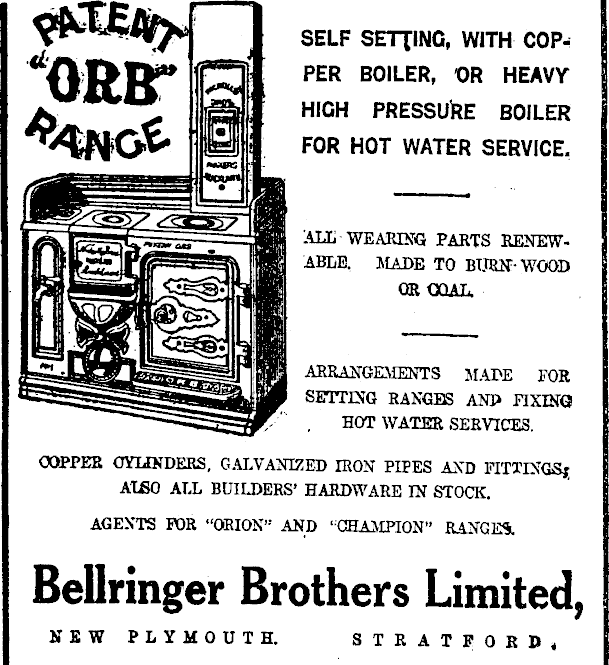 PATENT
"ORB"
RANGE
SELF SETTING, WITH COP-
PER BOILER, OR HEAVY
HIGH PRESSURE BOILER
FOR HOT WATER SERVICE.
ALL WEARING PARTS RENEW-
ABLE. MADE TO BURN WOOD
OR COAL.
ARRANGEMENTS MADE FOR
SETTING RANGES AND FIXING
HOT WATER SERVICES.
COPPER CYLINDERS, GALVANIZED IRON PIPES AND FITTINGS;
ALSO ALL BUILDERS' HARDWARE IN STOCK.
AGENTS FOR "ORION" AND "CHAMPION" RANGES.
Bellringer Brothers Limited,
NEW PLYMOUTH. STRATFORD.